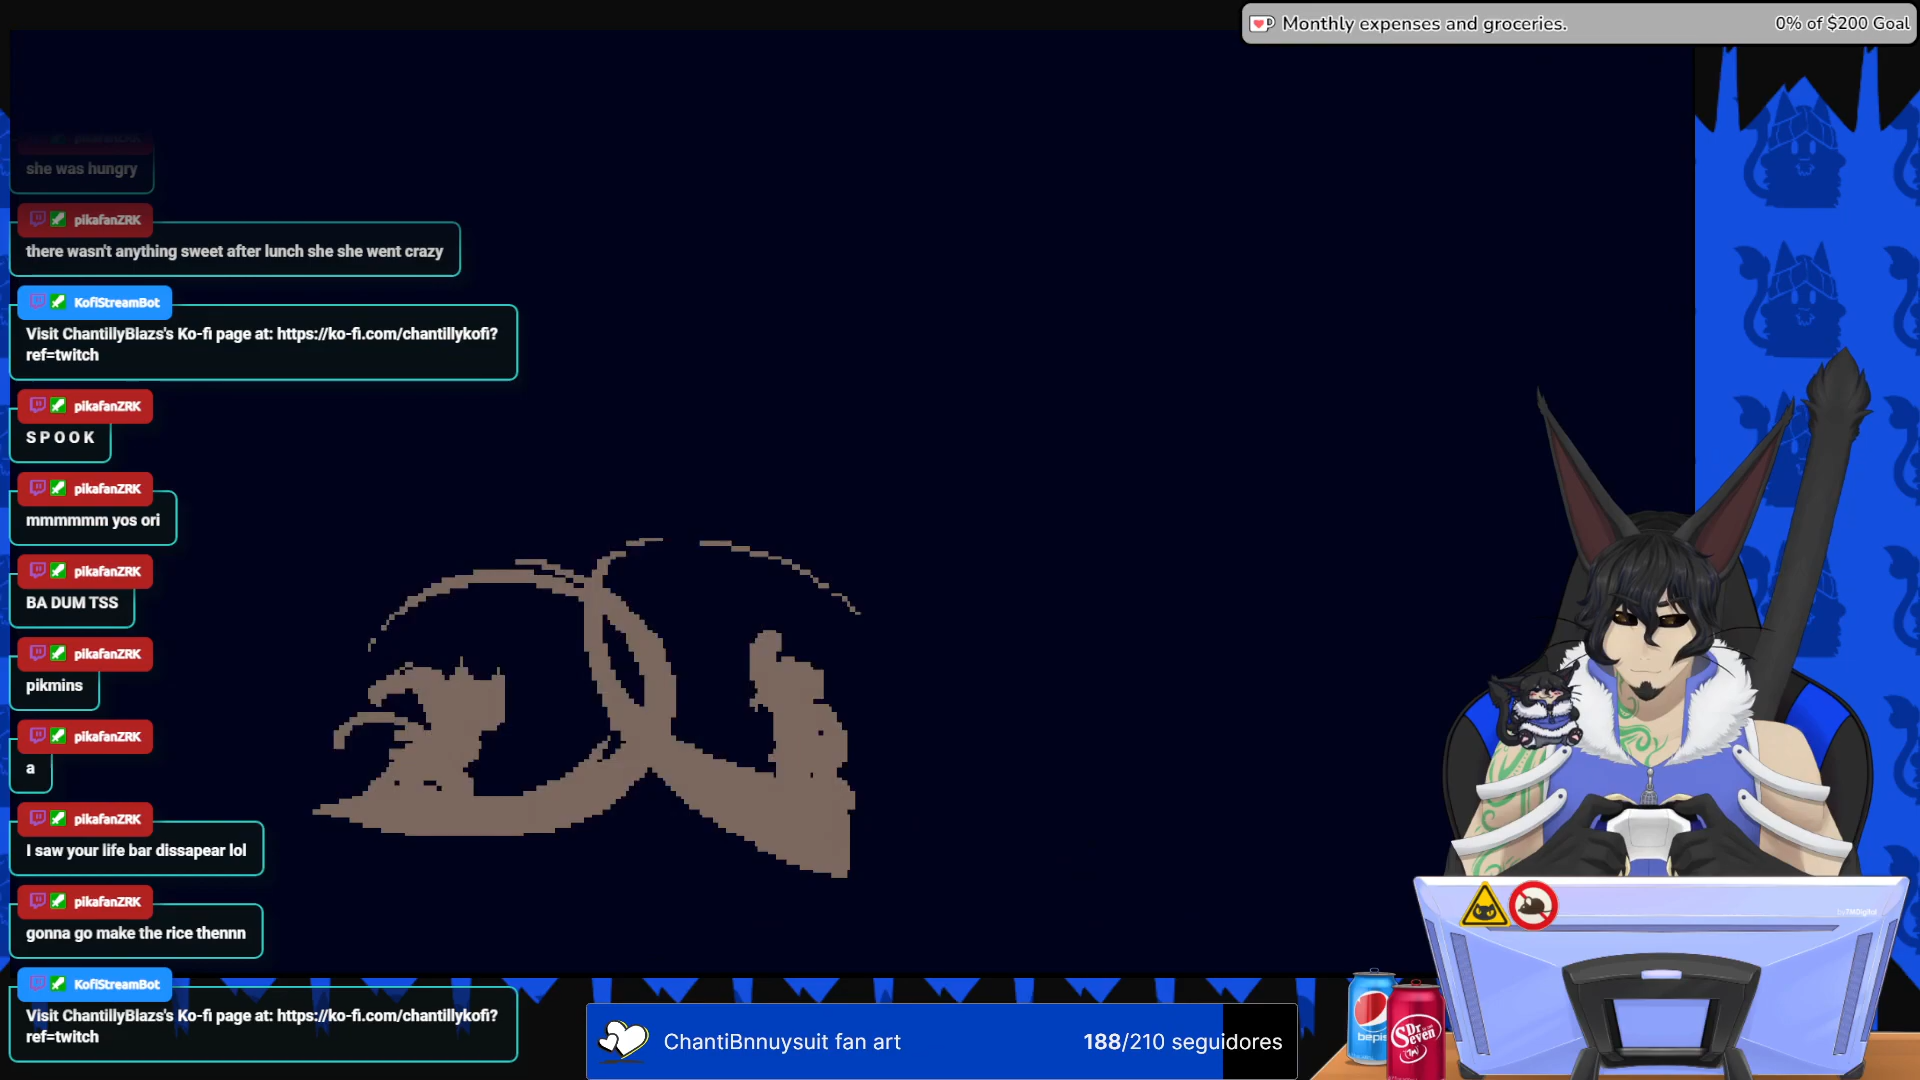 Monthly expenses and groceries.
0% of $200 Goal
pikafanZRK
she was hungry
pikafanZRK
there wasn't anything sweet after lunch she she went crazy
KofiStreamBot
Visit ChantillyBlazs's Ko-fi page at: https://ko-fi.com/chantillykofi?
ref=twitch
pikafanZRK
S P O O K
pikafanZRK
mmmmmm yos ori
pikafanZRK
BA DUM TSS
pikafanZRK
pikmins
pikafanZRK
a
pikafanZRK
I saw your life bar dissapear lol
pikafanZRK
gonna go make the rice thennn
KofiStreamBot
Visit ChantillyBlazs's Ko-fi page at: https://ko-fi.com/chantillykofi?
ref=twitch
ChantiBnnuysuit fan art
188/210 seguidores
bepis
Dr
Seven